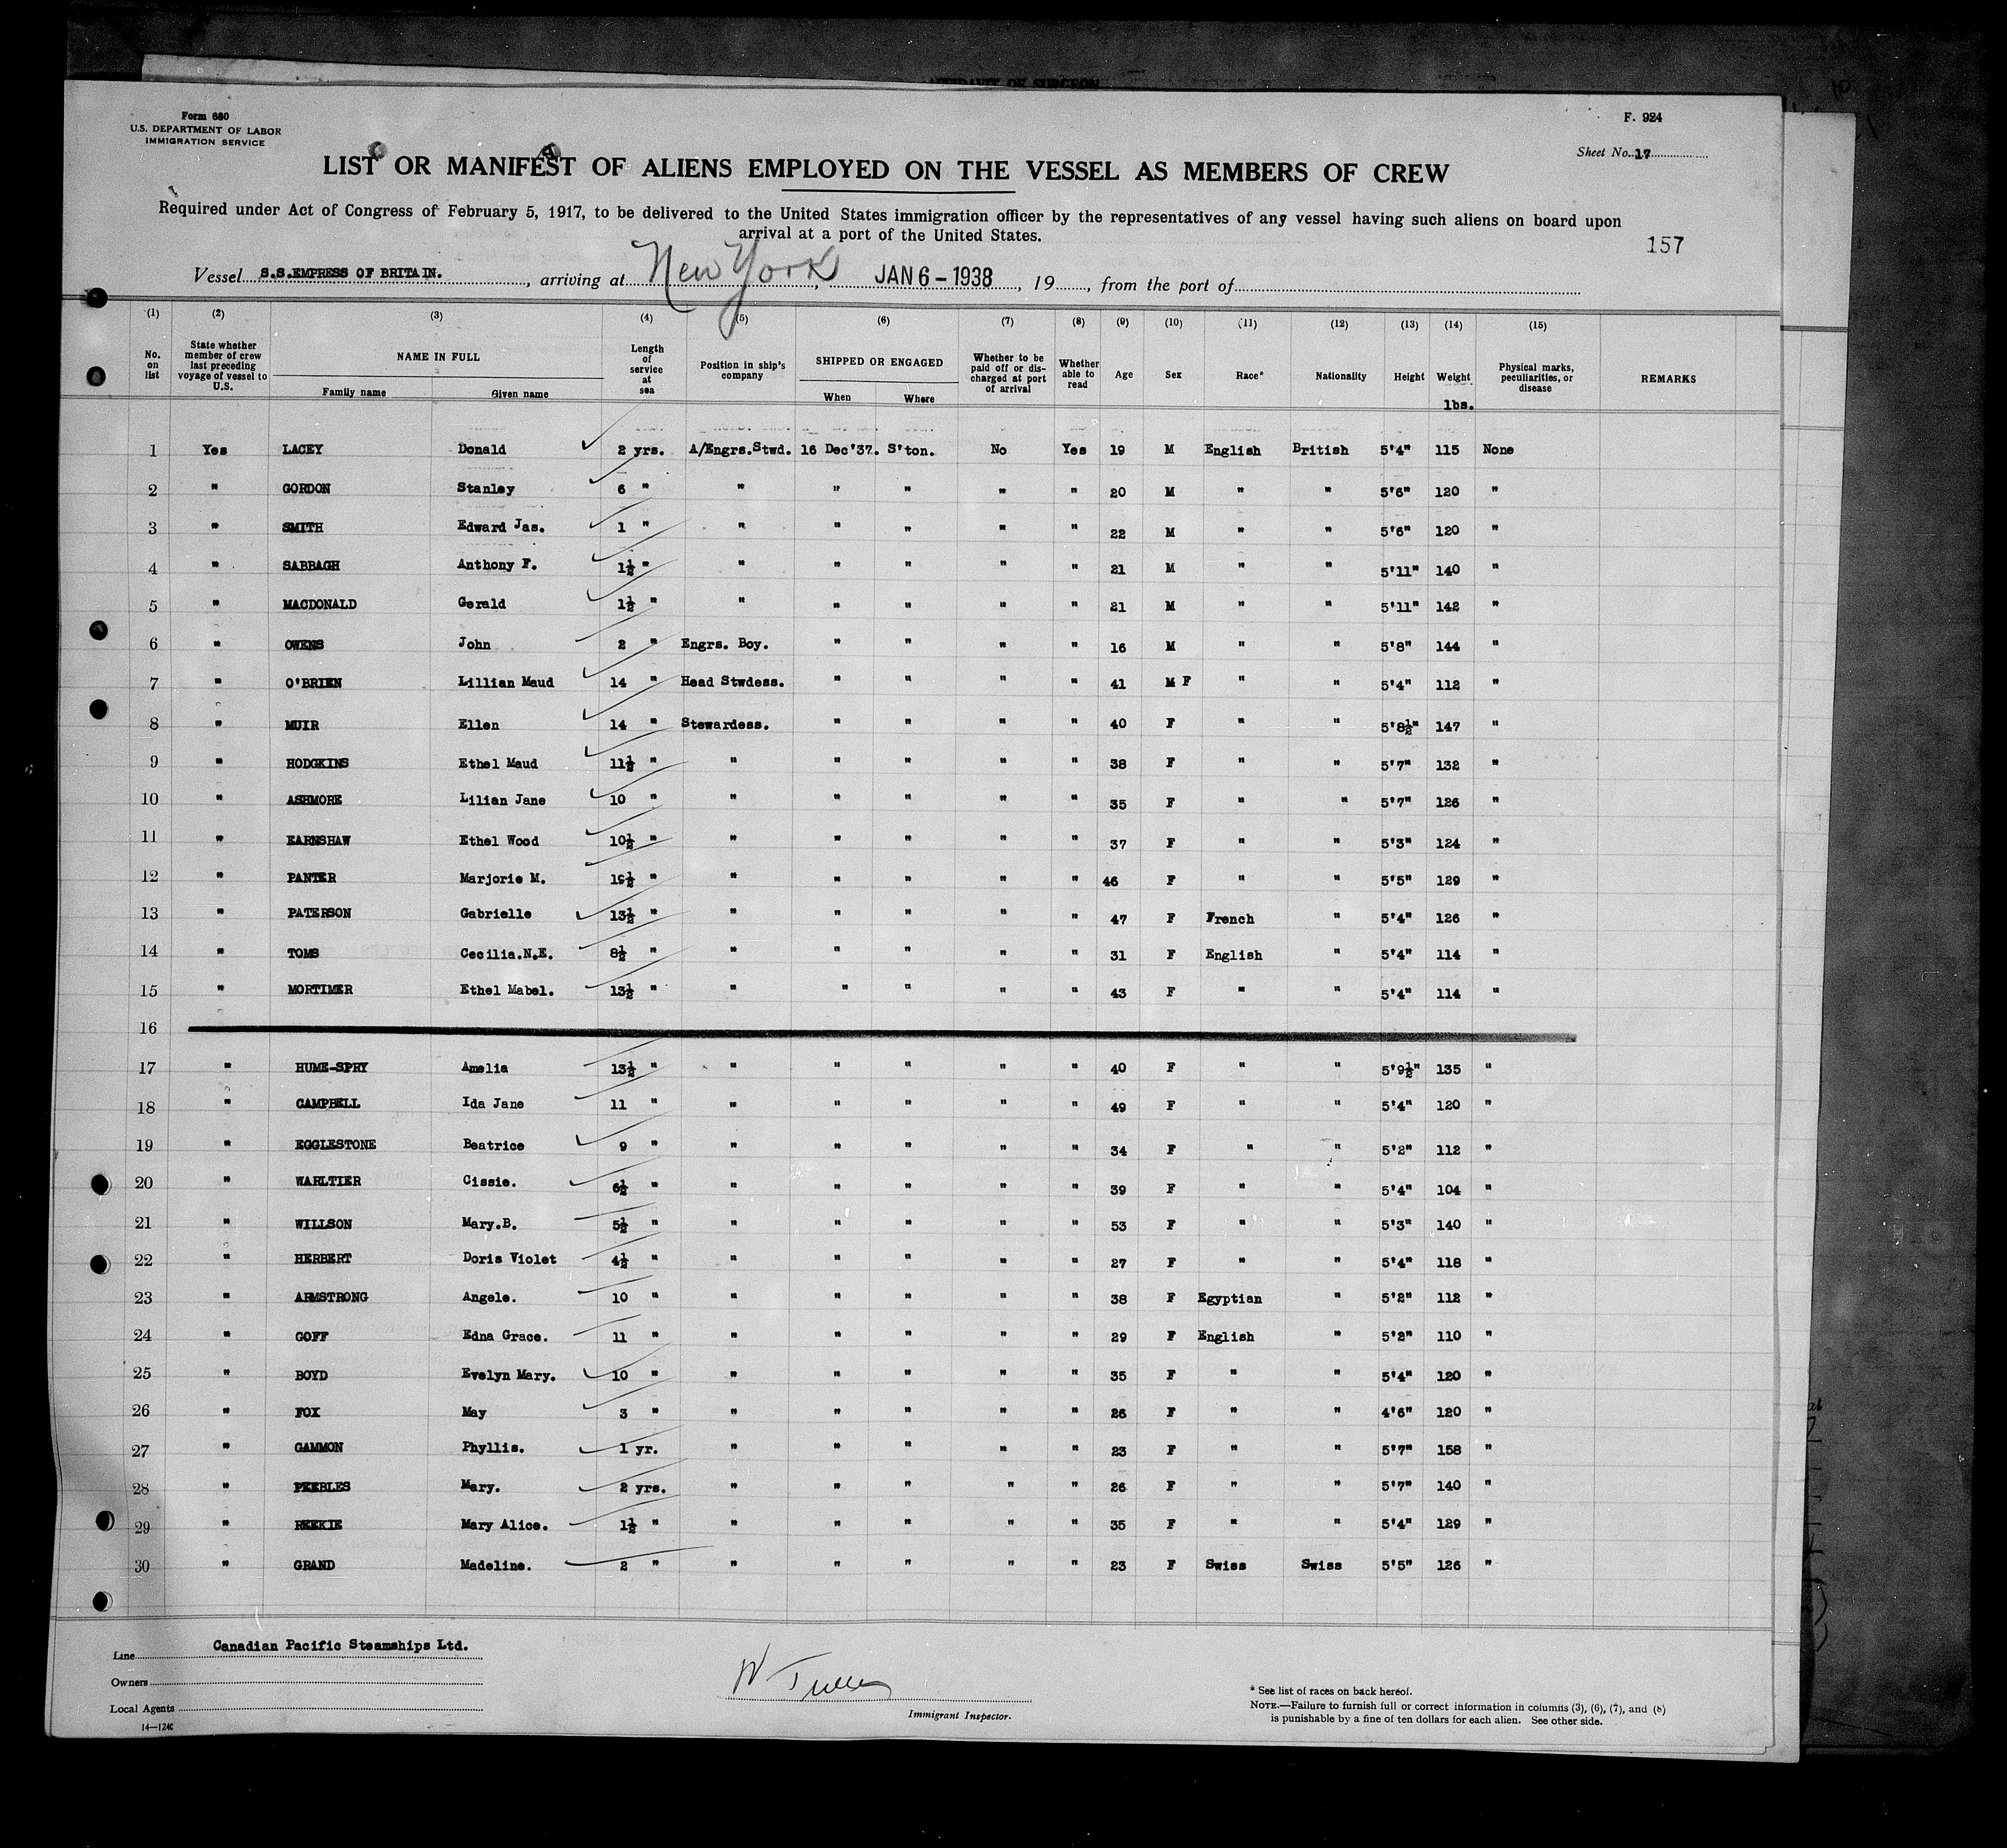 AFFIDAVIT OF SURGEON
Form 680
U.S. DEPARTMENT OF LABOR
IMMIGRATION SERVICE
F. 924
Sheet No. 17
LIST OR MANIFEST OF ALIENS EMPLOYED ON THE VESSEL AS MEMBERS OF CREW
Required under Act of Congress of February 5, 1917, to be delivered to the United States immigration officer by the representatives of any vessel having such aliens on board upon
arrival at a port of the United States.
157
Vessel S.S.EMPRESS OF BRITAIN. , arriving at New York , JAN 6 - 1938 , 19 , from the port of
(1) (2) (3) (4) (5) (6) (7) (8) (9) (10) (11) (12) (13) (14) (15)
No. on list State whether member of crew last preceding voyage of vessel to U.S. NAME IN FULL Family name Given name Length of service at sea Position in ship's company SHIPPED OR ENGAGED When Where Whether to be paid off or discharged at port of arrival Whether able to read Age Sex Race* Nationality Height Weight lbs. Physical marks, peculiarities, or disease REMARKS
1 Yes LACEY Donald 2 yrs. A/Engrs.Stwd. 16 Dec'37. S'ton. No Yes 19 M English British 5'4" 115 None
2 " GORDON Stanley 6 " " " " " " 20 M " " 5'6" 120 "
3 " SMITH Edward Jas. 1 " " " " " " 22 M " " 5'6" 120 "
4 " SABBAGH Anthony F. 1½ " " " " " " 21 M " " 5'11" 140 "
5 " MACDONALD Gerald 1½ " " " " " " 21 M " " 5'11" 142 "
6 " OWENS John 2 " Engrs. Boy. " " " " 16 M " " 5'8" 144 "
7 " O'BRIEN Lillian Maud 14 " Head Stwdess. " " " " 41 M F " " 5'4" 112 "
8 " MUIR Ellen 14 " Stewardess. " " " " 40 F " " 5'8½" 147 "
9 " HODGKINS Ethel Maud 11½ " " " " " " 38 F " " 5'7" 132 "
10 " ASHMORE Lilian Jane 10 " " " " " " 35 F " " 5'7" 126 "
11 " EARNSHAW Ethel Wood 10½ " " " " " " 37 F " " 5'3" 124 "
12 " PANTER Marjorie M. " " " " " " 46 F " " 5'5" 129 "
13 " PATERSON Gabrielle 13½ " " " " " " 47 F French " 5'4" 126 "
14 " TOMS Cecilia.N.E. 8½ " " " " " " 31 F English " 5'4" 114 "
15 " MORTIMER Ethel Mabel. 13½ " " " " " " 43 F " " 5'4" 114 "
16
17 " HUME-SPRY Amelia 13½ " " " " " " 40 F " " 5'9½" 135 "
18 " CAMPBELL Ida Jane 11 " " " " " " 49 F " " 5'4" 120 "
19 " EGGLESTONE Beatrice 9 " " " " " " 34 F " " 5'2" 112 "
20 " WARLTIER Cissie. 6½ " " " " " " 39 F " " 5'4" 104 "
21 " WILLSON Mary.B. 5½ " " " " " " 53 F " " 5'3" 140 "
22 " HERBERT Doris Violet 4½ " " " " " " 27 F " " 5'4" 118 "
23 " ARMSTRONG Angele. 10 " " " " " " 38 F Egyptian " 5'2" 112 "
24 " GOFF Edna Grace. 11 " " " " " " 29 F English " 5'2" 110 "
25 " BOYD Evelyn Mary. 10 " " " " " " 35 F " " 5'4" 120 "
26 " FOX May 3 " " " " " " 26 F " " 4'6" 120 "
27 " GAMMON Phyllis. 1 yr. " " " " " 23 F " " 5'7" 158 "
28 " PEEBLES Mary. 2 yrs. " " " " " 26 F " " 5'7" 140 "
29 " REEKIE Mary Alice. 1½ " " " " " " 35 F " " 5'4" 129 "
30 " GRAND Madeline. 2 " " " " " " 23 F Swiss Swiss 5'5" 126 "
Line Canadian Pacific Steamships Ltd.
Owners
Local Agents
14—1240
Immigrant Inspector.
* See list of races on back hereof.
NOTE.—Failure to furnish full or correct information in columns (3), (6), (7), and (8)
is punishable by a fine of ten dollars for each alien. See other side.